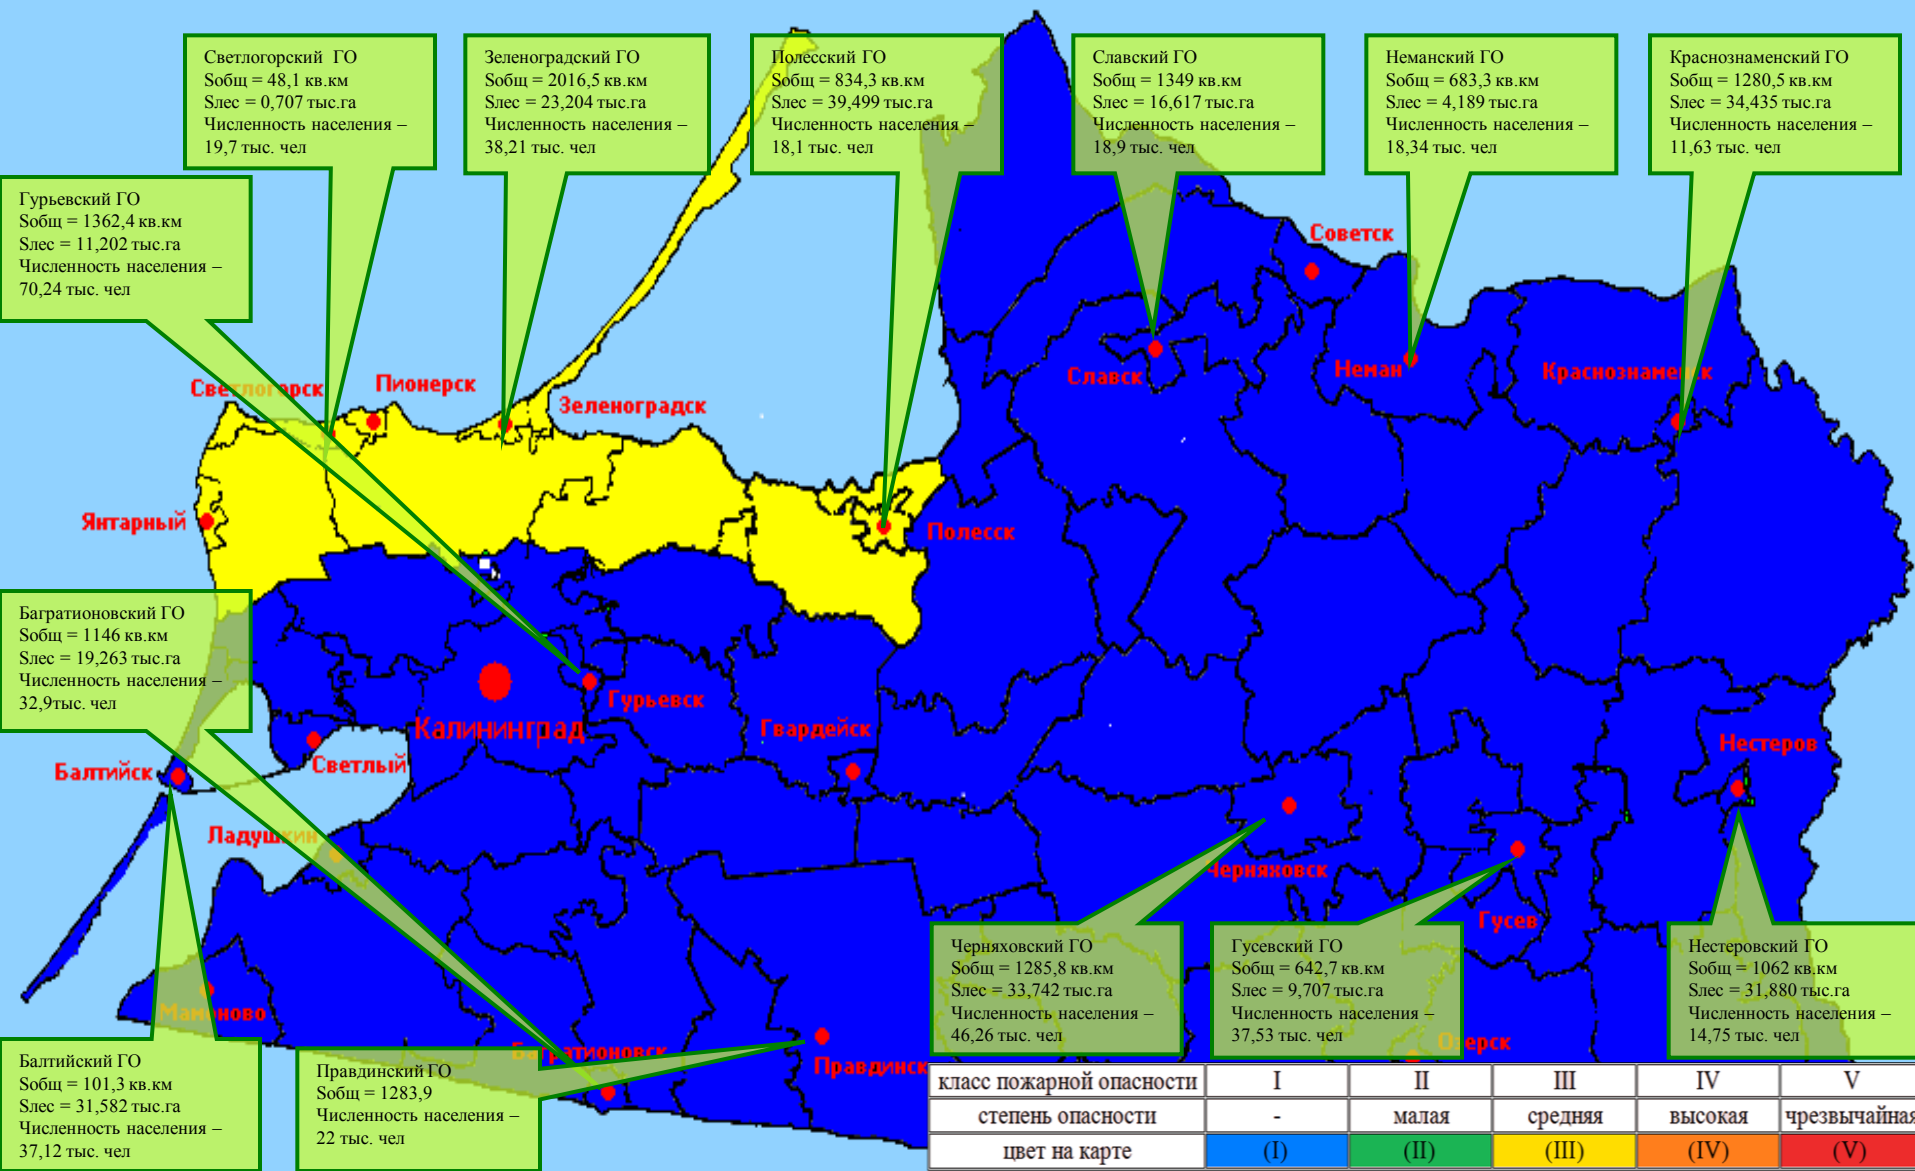 Светлогорский ГО
Sобщ = 48,1 кв.км
Sлес = 0,707 тыс.га
Численность населения –
19,7 тыс. чел
Зеленоградский ГО
Sобщ = 2016,5 кв.км
Sлес = 23,204 тыс.га
Численность населения –
38,21 тыс. чел
Полесский ГО
Sобщ = 834,3 кв.км
Sлес = 39,499 тыс.га
Численность населения –
18,1 тыс. чел
Славский ГО
Sобщ = 1349 кв.км
Sлес = 16,617 тыс.га
Численность населения –
18,9 тыс. чел
Неманский ГО
Sобщ = 683,3 кв.км
Sлес = 4,189 тыс.га
Численность населения –
18,34 тыс. чел
Краснознаменский ГО
Sобщ = 1280,5 кв.км
Sлес = 34,435 тыс.га
Численность населения –
11,63 тыс. чел
Гурьевский ГО
Sобщ = 1362,4 кв.км
Sлес = 11,202 тыс.га
Численность населения –
70,24 тыс. чел
Советск
Светлогорск
Пионерск
Зеленоградск
Славск
Неман
Краснознаменск
Янтарный
Полесск
Багратионовский ГО
Sобщ = 1146 кв.км
Sлес = 19,263 тыс.га
Численность населения –
32,9тыс. чел
Гурьевск
Калининград
Гвардейск
Нестеров
Балтийск
Светлый
Ладушкин
Черняховск
Гусев
Мамоново
Багратионовск
Правдинск
Озерск
Черняховский ГО
Sобщ = 1285,8 кв.км
Sлес = 33,742 тыс.га
Численность населения –
46,26 тыс. чел
Гусевский ГО
Sобщ = 642,7 кв.км
Sлес = 9,707 тыс.га
Численность населения –
37,53 тыс. чел
Нестеровский ГО
Sобщ = 1062 кв.км
Sлес = 31,880 тыс.га
Численность населения –
14,75 тыс. чел
Балтийский ГО
Sобщ = 101,3 кв.км
Sлес = 31,582 тыс.га
Численность населения –
37,12 тыс. чел
Правдинский ГО
Sобщ = 1283,9
Численность населения –
22 тыс. чел
класс пожарной опасности I II III IV V
степень опасности - малая средняя высокая чрезвычайная
цвет на карте (I) (II) (III) (IV) (V)